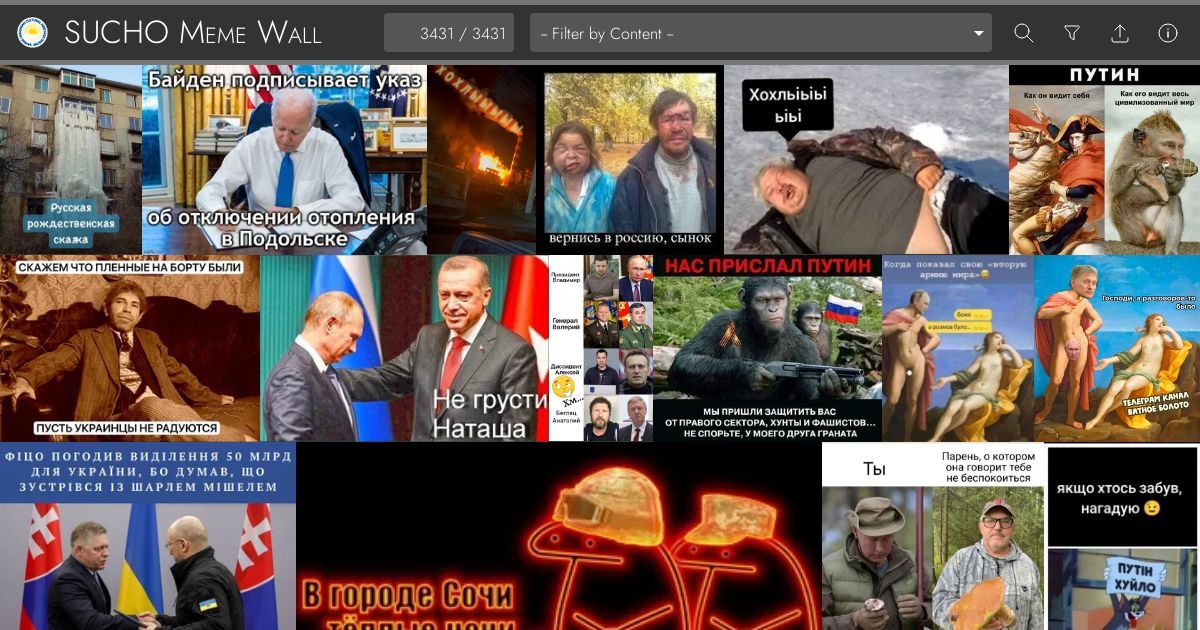 SUCHO Meme Wall
3431 / 3431
-- Filter by Content --
Русская
рождественская
сказка
Байден подписывает указ
об отключении отопления
в Подольске
ХОХЛЫЫЫЫ
вернись в россию, сынок
Хохльіьіьі
ьіьі
ПУТИН
Как он видит себя
Как его видит весь
цивилизованный мир
СКАЖЕМ ЧТО ПЛЕННЫЕ НА БОРТУ БЫЛИ
ПУСТЬ УКРАИНЦЫ НЕ РАДУЮТСЯ
Не грусти
Наташа
Президент
Владимир
Генерал
Валерий
Диссидент
Алексей
Хм...
Беглец
Анатолий
НАС ПРИСЛАЛ ПУТИН
МЫ ПРИШЛИ ЗАЩИТИТЬ ВАС
ОТ ПРАВОГО СЕКТОРА, ХУНТЫ И ФАШИСТОВ...
НЕ СПОРЬТЕ, У МОЕГО ДРУГА ГРАНАТА
Когда показал свою «вторую
армию мира»😅
боже
а розмов було...
Господи, а разговоров-то
было
ТЕЛЕГРАМ КАНАЛ
ВАТНОЕ БОЛОТО
ФІЦО ПОГОДИВ ВИДІЛЕННЯ 50 МЛРД
ДЛЯ УКРАЇНИ, БО ДУМАВ, ЩО
ЗУСТРІВСЯ ІЗ ШАРЛЕМ МІШЕЛЕМ
В городе Сочи
тёплые ночи
Ты
Парень, о котором
она говорит тебе
не беспокоиться
якщо хтось забув,
нагадую 😉
ПУТІН
ХУЙЛО